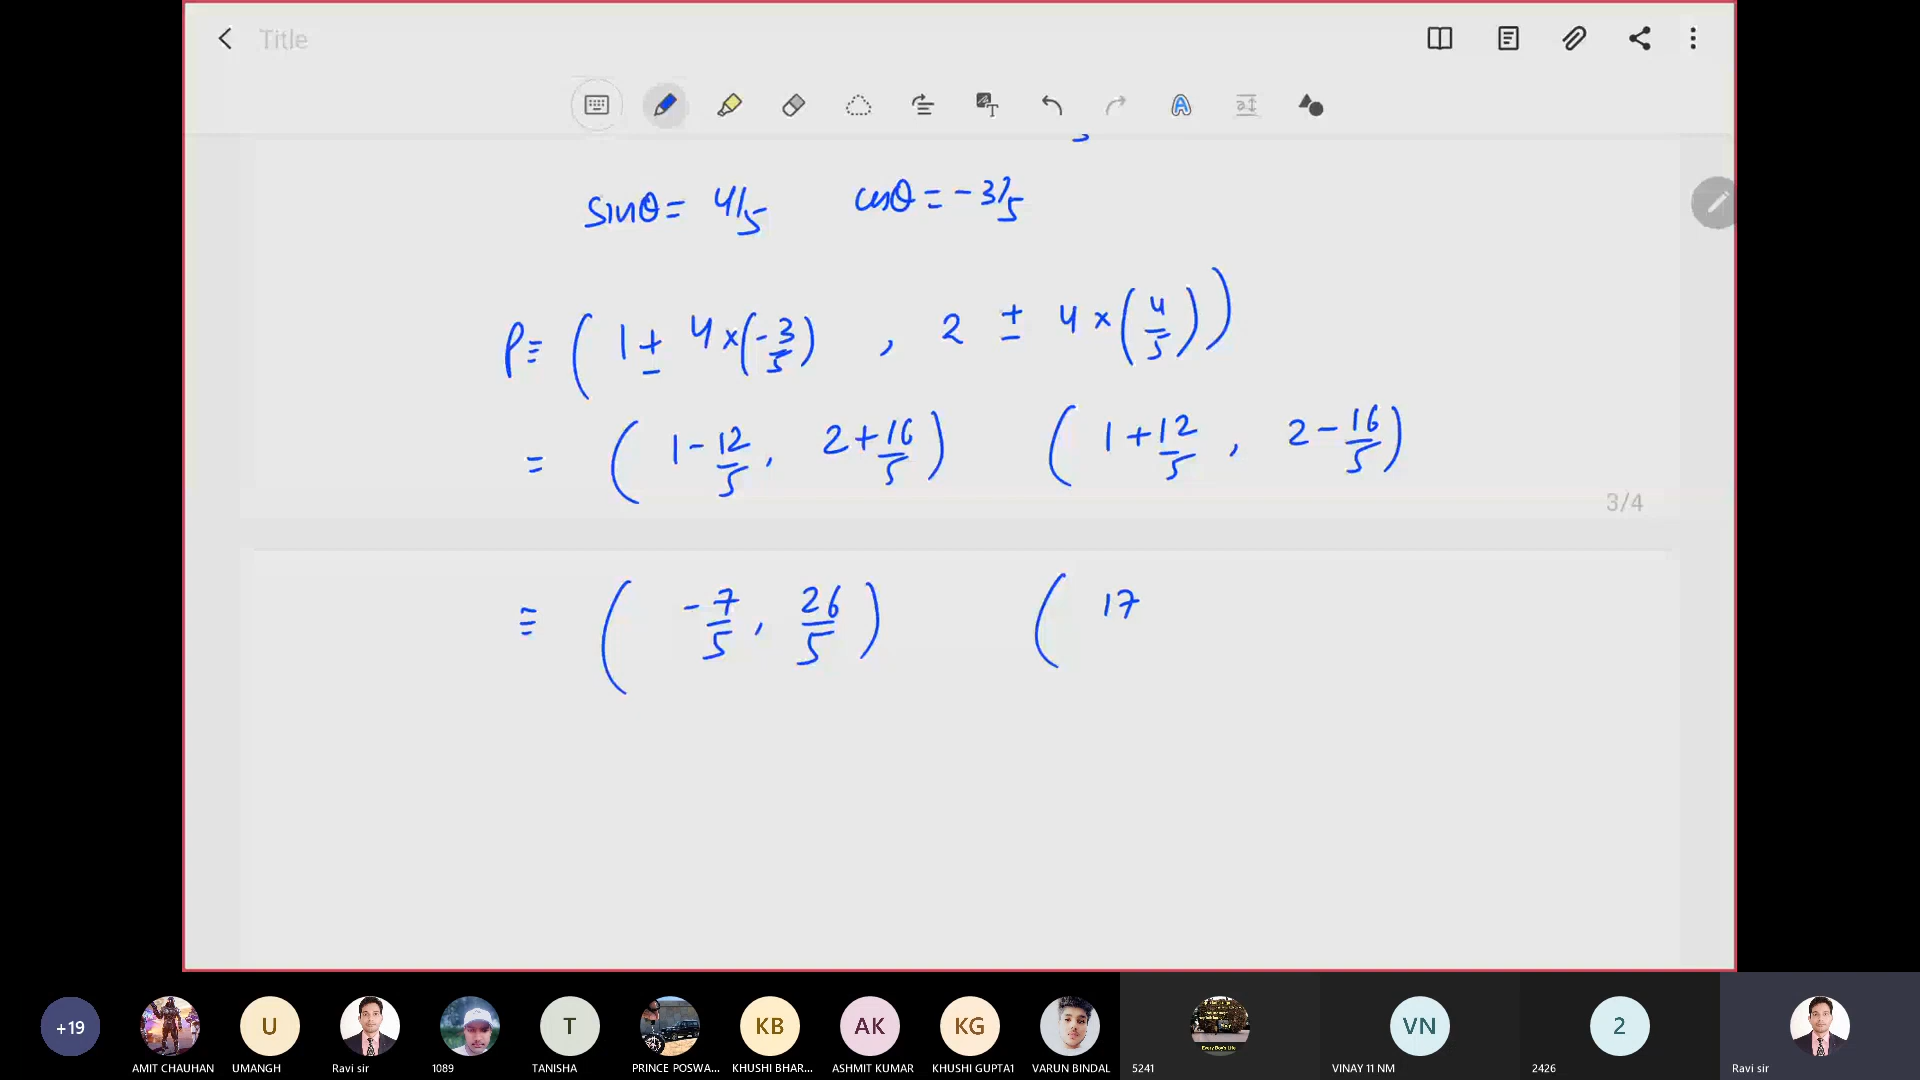 Title
sinθ = 4/5 cosθ = -3/5
P ≡ ( 1 ± 4×(-3/5) , 2 ± 4×(4/5) )
= ( 1-12/5, 2+16/5 ) ( 1+12/5, 2-16/5 )
3/4
≡ ( -7/5, 26/5 ) ( 17
+19
U
T
KB
AK
KG
VN
2
AMIT CHAUHAN
UMANGH
Ravi sir
1089
TANISHA
PRINCE POSWA...
KHUSHI BHAR...
ASHMIT KUMAR
KHUSHI GUPTA1
VARUN BINDAL
5241
VINAY 11 NM
2426
Ravi sir